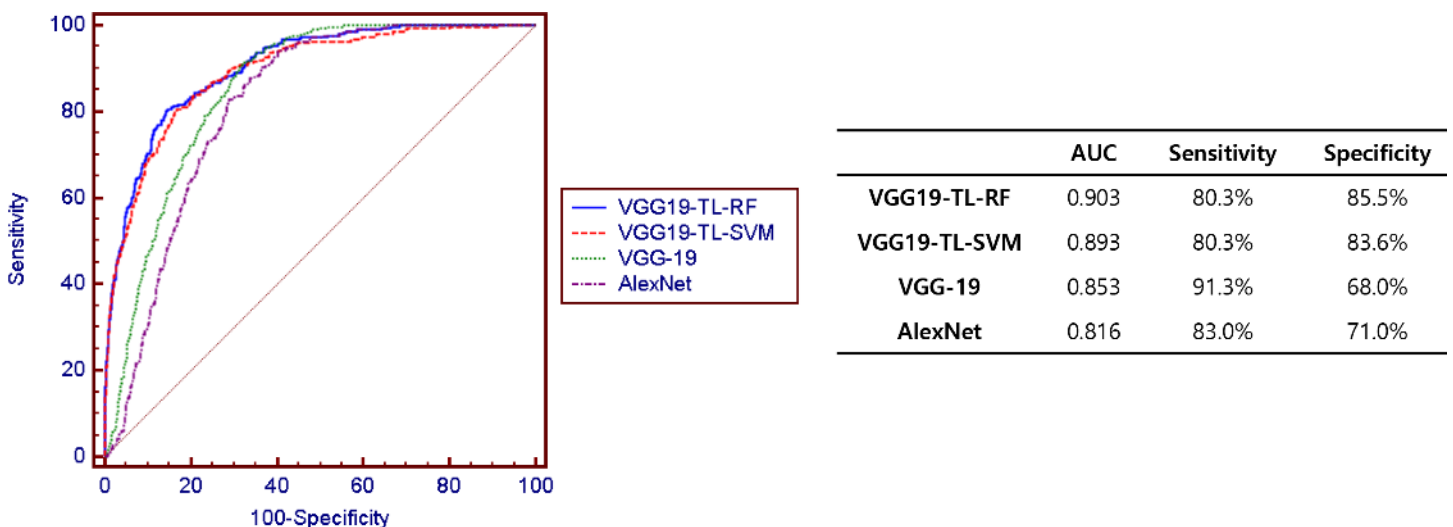 100
80
60
40
20
0
Sensitivity
0 20 40 60 80 100
100-Specificity
VGG19-TL-RF
VGG19-TL-SVM
VGG-19
AlexNet
AUC Sensitivity Specificity
VGG19-TL-RF 0.903 80.3% 85.5%
VGG19-TL-SVM 0.893 80.3% 83.6%
VGG-19 0.853 91.3% 68.0%
AlexNet 0.816 83.0% 71.0%